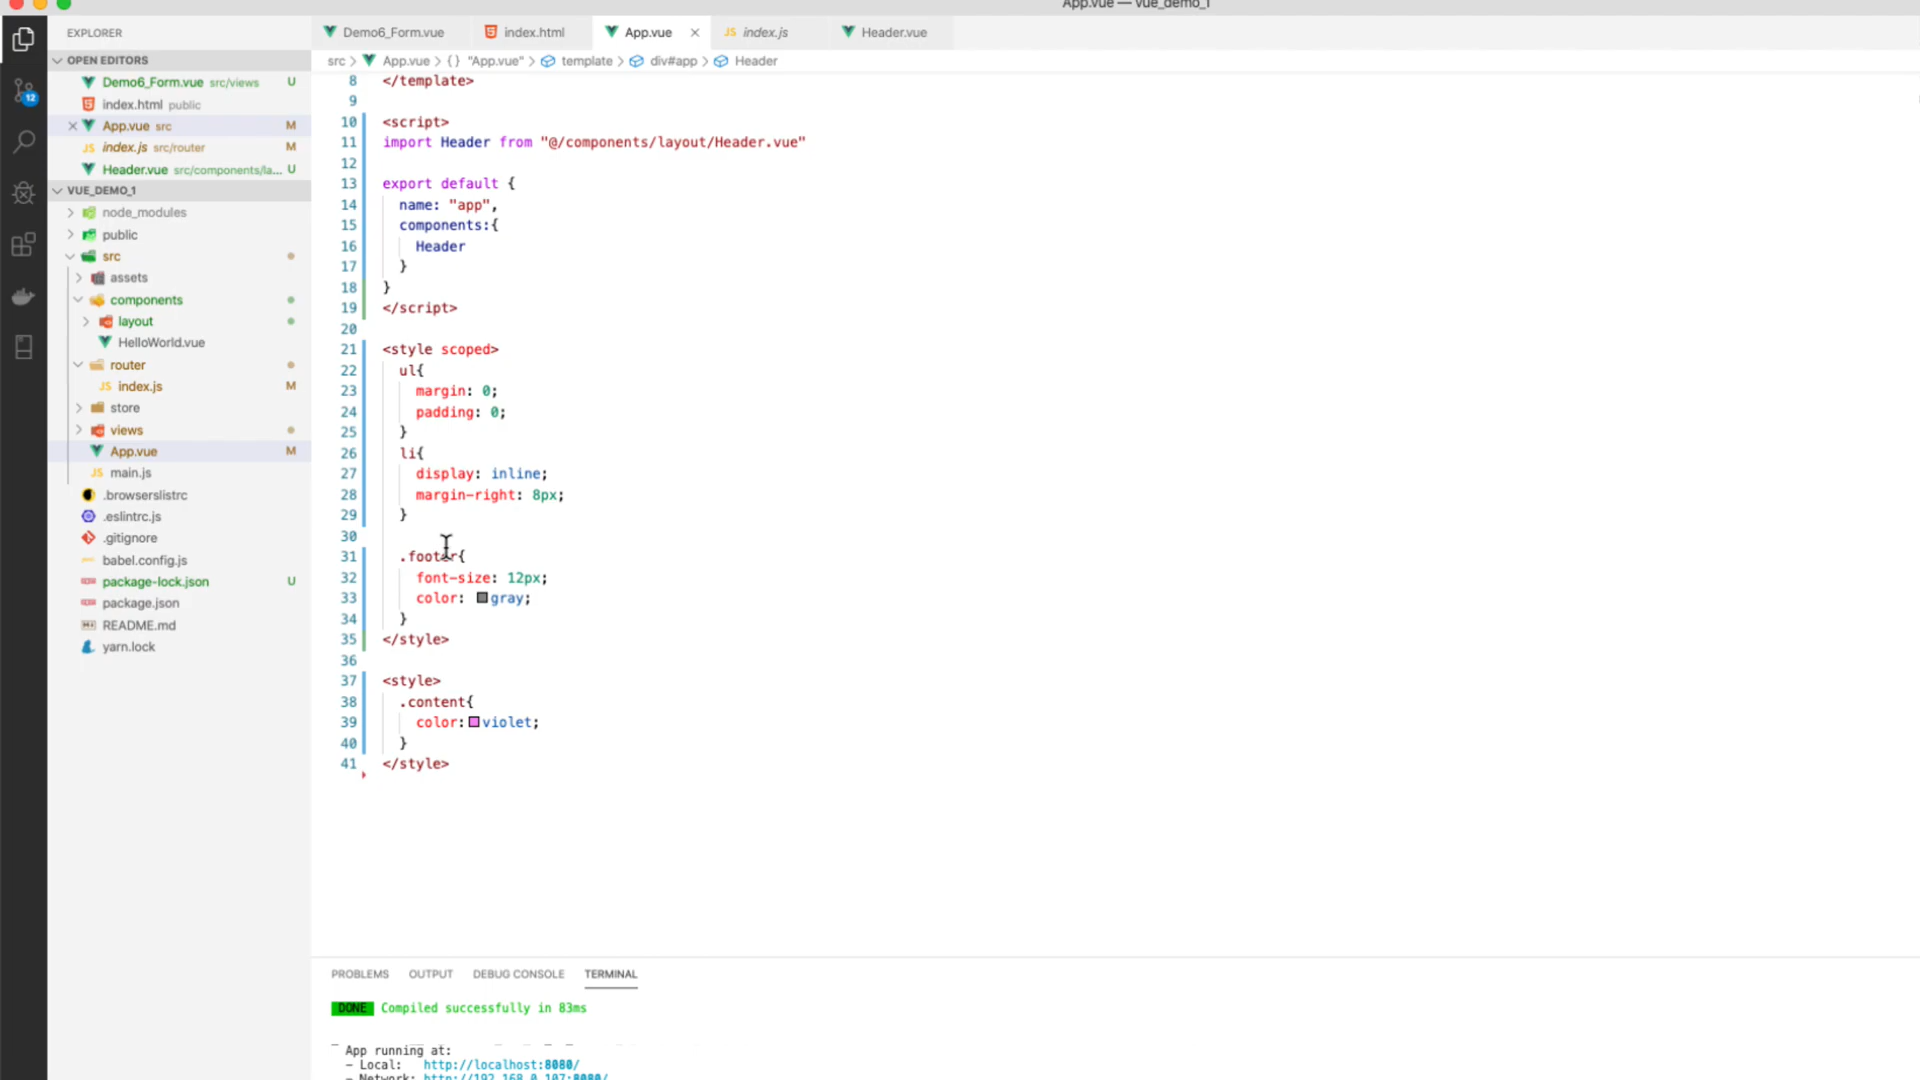 App.vue — vue_demo_1
EXPLORER
OPEN EDITORS
Demo6_Form.vue src/views U
index.html public
App.vue src M
index.js src/router M
Header.vue src/components/la... U
VUE_DEMO_1
node_modules
public
src
assets
components
layout
HelloWorld.vue
router
index.js M
store
views
App.vue M
main.js
.browserslistrc
.eslintrc.js
.gitignore
babel.config.js
package-lock.json U
package.json
README.md
yarn.lock
12
Demo6_Form.vue index.html App.vue index.js Header.vue
src > App.vue > {} "App.vue" > template > div#app > Header
8 </template>
9
10 <script>
11 import Header from "@/components/layout/Header.vue"
12
13 export default {
14 name: "app",
15 components:{
16 Header
17 }
18 }
19 </script>
20
21 <style scoped>
22 ul{
23 margin: 0;
24 padding: 0;
25 }
26 li{
27 display: inline;
28 margin-right: 8px;
29 }
30
31 .footer{
32 font-size: 12px;
33 color: gray;
34 }
35 </style>
36
37 <style>
38 .content{
39 color: violet;
40 }
41 </style>
PROBLEMS OUTPUT DEBUG CONSOLE TERMINAL
DONE Compiled successfully in 83ms
App running at:
- Local: http://localhost:8080/
- Network: http://192.168.0.107:8080/